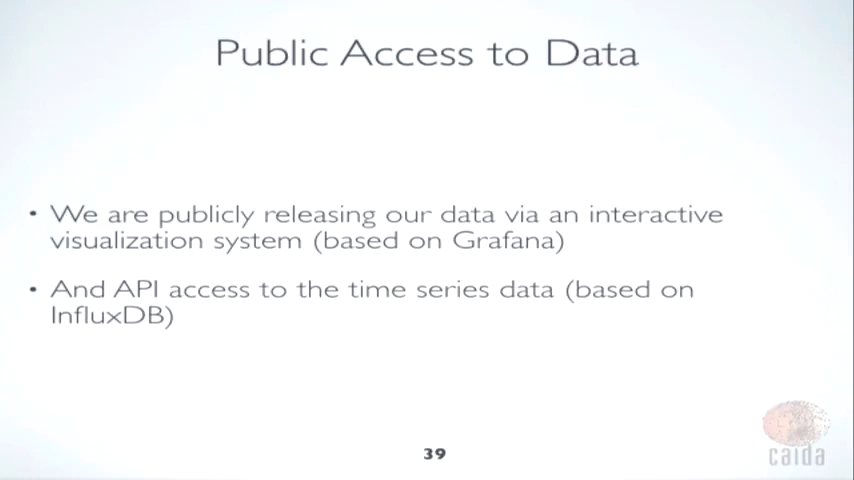 Public Access to Data
• We are publicly releasing our data via an interactive
visualization system (based on Grafana)
• And API access to the time series data (based on
InfluxDB)
39
caida